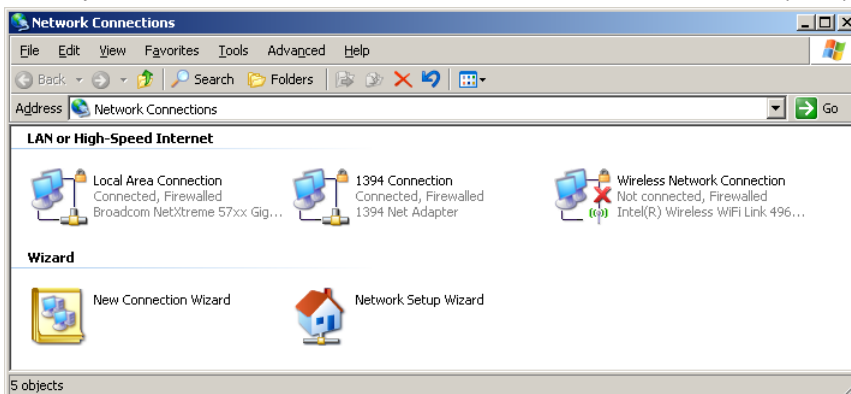 Network Connections
File Edit View Favorites Tools Advanced Help
Back Search Folders
Address Network Connections Go
LAN or High-Speed Internet
Local Area Connection
Connected, Firewalled
Broadcom NetXtreme 57xx Gig...
1394 Connection
Connected, Firewalled
1394 Net Adapter
Wireless Network Connection
Not connected, Firewalled
Intel(R) Wireless WiFi Link 496...
Wizard
New Connection Wizard
Network Setup Wizard
5 objects